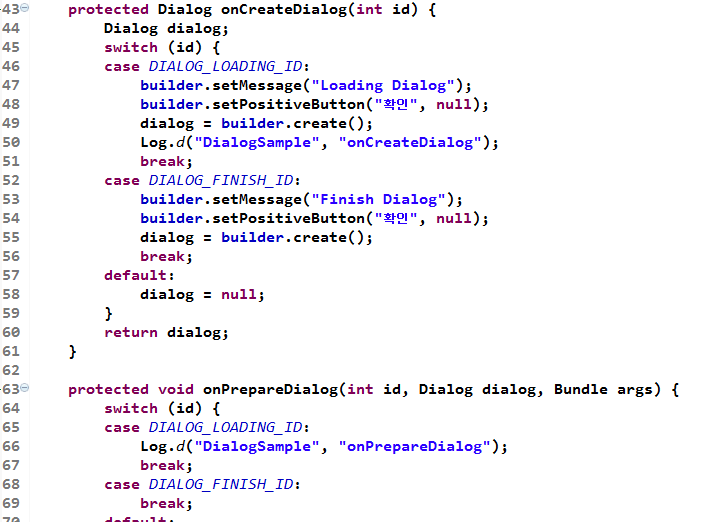 43 protected Dialog onCreateDialog(int id) {
44 Dialog dialog;
45 switch (id) {
46 case DIALOG_LOADING_ID:
47 builder.setMessage("Loading Dialog");
48 builder.setPositiveButton("확인", null);
49 dialog = builder.create();
50 Log.d("DialogSample", "onCreateDialog");
51 break;
52 case DIALOG_FINISH_ID:
53 builder.setMessage("Finish Dialog");
54 builder.setPositiveButton("확인", null);
55 dialog = builder.create();
56 break;
57 default:
58 dialog = null;
59 }
60 return dialog;
61 }
62
63 protected void onPrepareDialog(int id, Dialog dialog, Bundle args) {
64 switch (id) {
65 case DIALOG_LOADING_ID:
66 Log.d("DialogSample", "onPrepareDialog");
67 break;
68 case DIALOG_FINISH_ID:
69 break;
70 default: